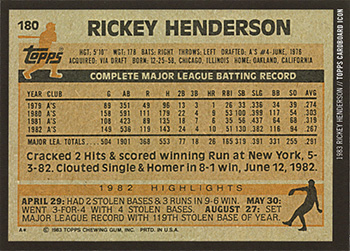 180
RICKEY HENDERSON
Topps
HGT: 5'10" WGT: 178 BATS: RIGHT THROWS: LEFT DRAFTED: A'S #4-JUNE, 1976
ACQUIRED: VIA DRAFT BORN: 12-25-58, CHICAGO, ILLINOIS HOME: OAKLAND, CALIFORNIA
COMPLETE MAJOR LEAGUE BATTING RECORD
YEAR CLUB G AB R H 2B 3B HR RBI SB SLG BB SO AVG
1979 A'S 89 351 49 96 13 3 1 26 33 .336 34 39 .274
1980 A'S 158 591 111 179 22 4 9 53 100 .399 117 54 .303
1981 A'S 108 423 89 135 18 7 6 35 56 .437 64 68 .319
1982 A'S 149 536 119 143 24 4 10 51 130 .382 116 94 .267
MAJOR LEA. TOTALS 504 1901 368 553 77 18 26 165 319 331 255 .291
Cracked 2 Hits & scored winning Run at New York, 5-
3-82. Clouted Single & Homer in 8-1 win, June 12, 1982.
1982 HIGHLIGHTS
APRIL 29: HAD 2 STOLEN BASES & 3 RUNS. MAY 30:
WENT 3-FOR-4 WITH 4 STOLEN BASES. AUGUST 27: SET
MAJOR LEAGUE RECORD WITH 119TH STOLEN BASE OF YEAR.
A★ © 1983 TOPPS CHEWING GUM, INC. PRTD. IN U.S.A.
1983 RICKEY HENDERSON // TOPPS CARDBOARD ICON